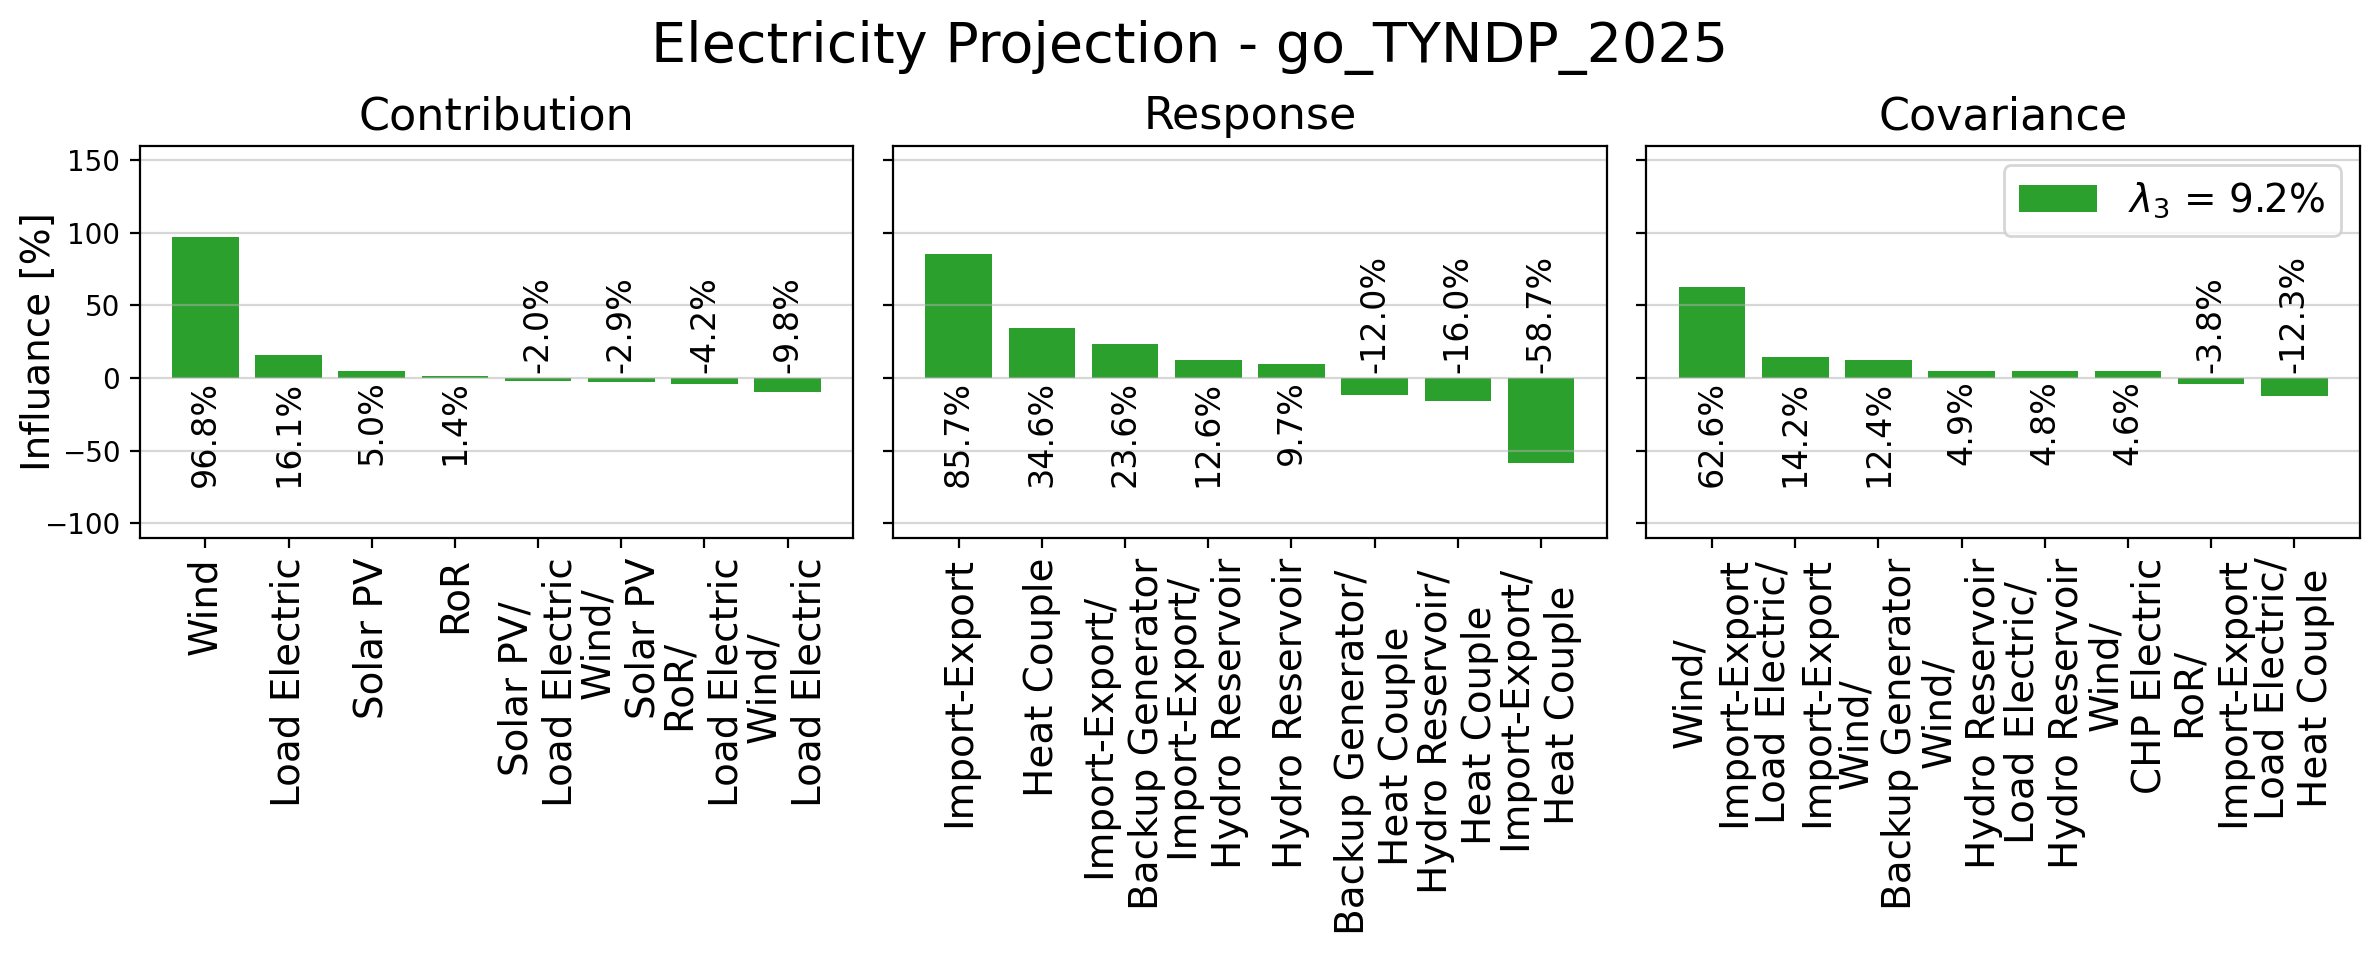 Electricity Projection - go_TYNDP_2025
Contribution
Response
Covariance
Influance [%]
150
100
50
0
−50
−100
96.8%
16.1%
5.0%
1.4%
-2.0%
-2.9%
-4.2%
-9.8%
85.7%
34.6%
23.6%
12.6%
9.7%
-12.0%
-16.0%
-58.7%
λ3 = 9.2%
62.6%
14.2%
12.4%
4.9%
4.8%
4.6%
-3.8%
-12.3%
Wind
Load Electric
Solar PV
RoR
Solar PV/
Load Electric
Wind/
Solar PV
RoR/
Load Electric
Wind/
Load Electric
Import-Export
Heat Couple
Import-Export/
Backup Generator
Import-Export/
Hydro Reservoir
Hydro Reservoir
Backup Generator/
Heat Couple
Hydro Reservoir/
Heat Couple
Import-Export/
Heat Couple
Wind/
Import-Export
Load Electric/
Import-Export
Wind/
Backup Generator
Wind/
Hydro Reservoir
Load Electric/
Hydro Reservoir
Wind/
CHP Electric
RoR/
Import-Export
Load Electric/
Heat Couple